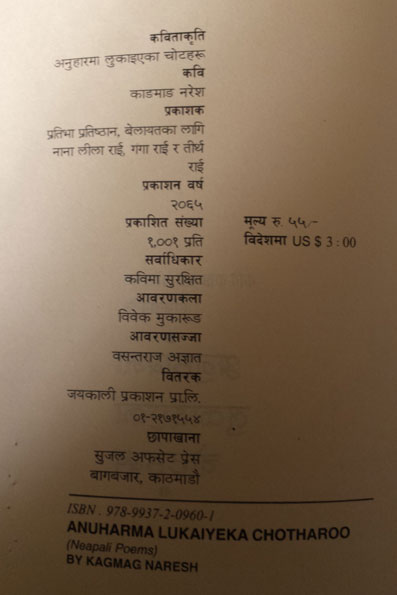 कविताकृति
अनुहारमा लुकाइएका चोटहरू
कवि
काङमाङ नरेश
प्रकाशक
प्रतिभा प्रतिष्ठान, बेलायतका लागि
नाना लीला राई, गंगा राई र तीर्थ
राई
प्रकाशन वर्ष
२०६५
प्रकाशित संख्या
१,००१ प्रति
सर्वाधिकार
कविमा सुरक्षित
आवरणकला
विवेक मुकारूङ
आवरणसज्जा
वसन्तराज अज्ञात
वितरक
जयकाली प्रकाशन प्रा.लि.
०१-२१७१५५४
छापाखाना
सुजल अफसेट प्रेस
बागबजार, काठमाडौं
मूल्य रु. ५५/-
विदेशमा US $ 3 : 00
ISBN . 978-9937-2-0960-1
ANUHARMA LUKAIYEKA CHOTHAROO
(Neapali Poems)
BY KAGMAG NARESH